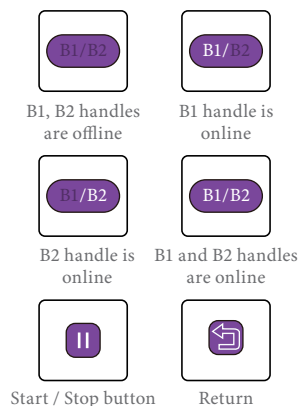 B1/B2
B1/B2
B1, B2 handles
are offline
B1 handle is
online
B1/B2
B1/B2
B2 handle is
online
B1 and B2 handles
are online
Start / Stop button
Return